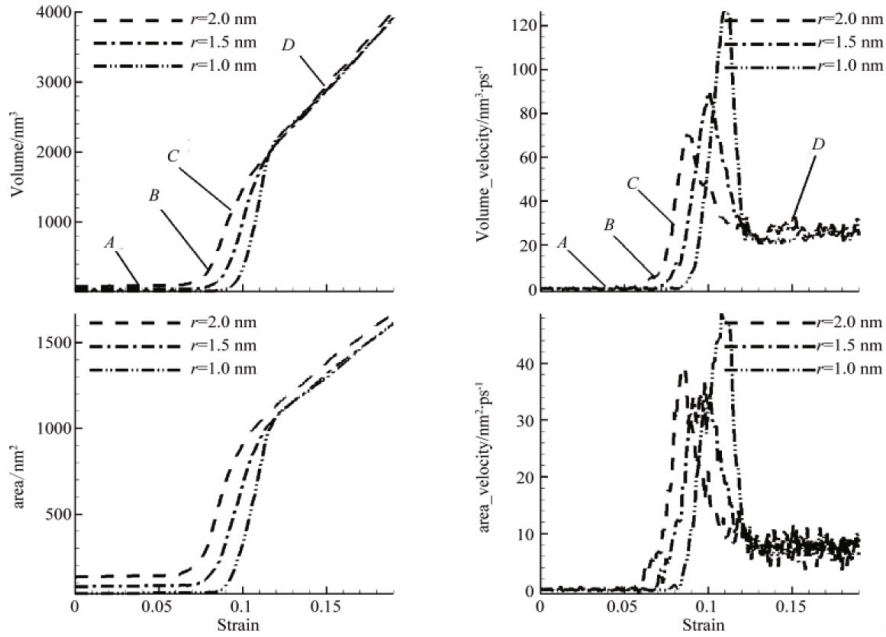 4000
3000
2000
1000
Volume/nm³
r=2.0 nm
r=1.5 nm
r=1.0 nm
A
B
C
D
0
0.05
0.1
0.15
120
100
80
60
40
20
0
Volume_velocity/nm³·ps⁻¹
r=2.0 nm
r=1.5 nm
r=1.0 nm
A
B
C
D
0
0.05
0.1
0.15
1500
1000
500
area/nm²
r=2.0 nm
r=1.5 nm
r=1.0 nm
0
0.05
0.1
0.15
Strain
40
30
20
10
0
area_velocity/nm²·ps⁻¹
r=2.0 nm
r=1.5 nm
r=1.0 nm
0
0.05
0.1
0.15
Strain